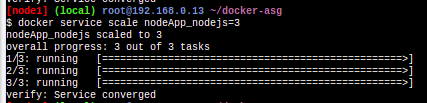 verify: Service converged
[node1] (local) root@192.168.0.13 ~/docker-asg
$ docker service scale nodeApp_nodejs=3
nodeApp_nodejs scaled to 3
overall progress: 3 out of 3 tasks
1/3: running   [==================================================>]
2/3: running   [==================================================>]
3/3: running   [==================================================>]
verify: Service converged